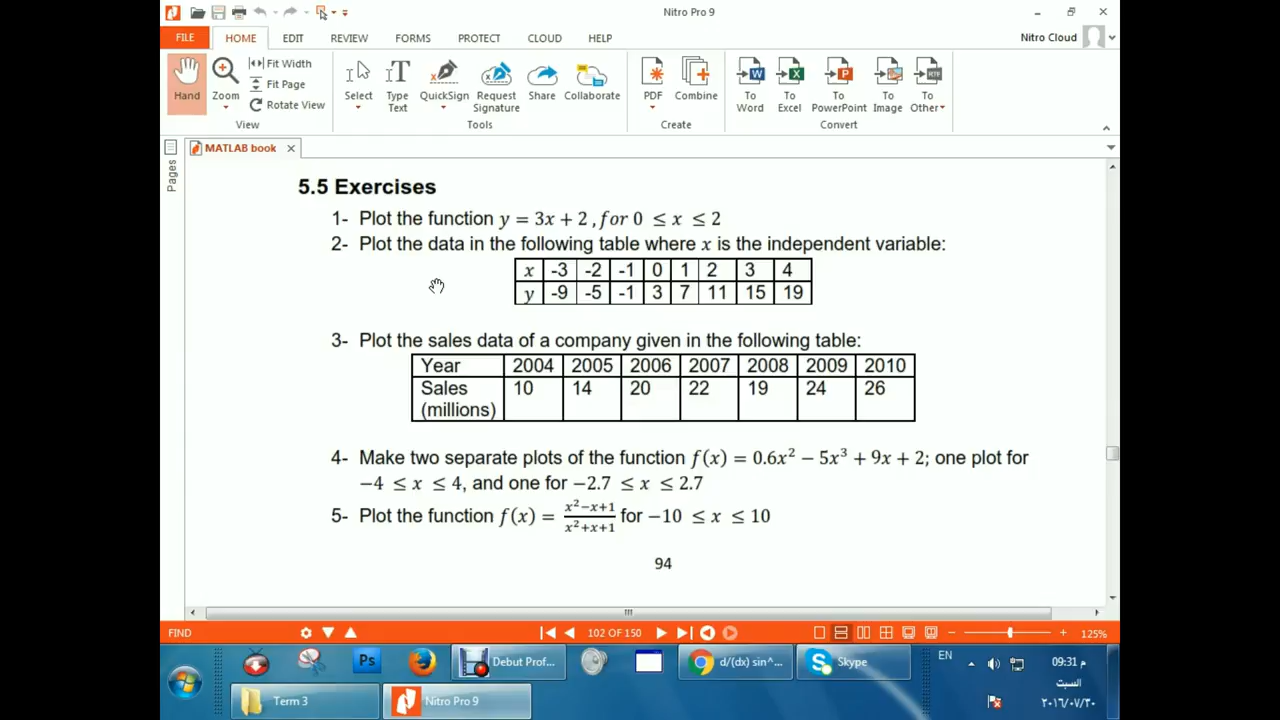 Nitro Pro 9
FILE HOME EDIT REVIEW FORMS PROTECT CLOUD HELP Nitro Cloud
Hand Zoom Fit Width Fit Page Rotate View Select Type Text QuickSign Request Signature Share Collaborate PDF Combine To Word To Excel To PowerPoint To Image To Other
View Tools Create Convert
MATLAB book
Pages
5.5 Exercises
1- Plot the function y = 3x + 2 , for 0 ≤ x ≤ 2
2- Plot the data in the following table where x is the independent variable:
x -3 -2 -1 0 1 2 3 4
y -9 -5 -1 3 7 11 15 19
3- Plot the sales data of a company given in the following table:
Year 2004 2005 2006 2007 2008 2009 2010
Sales (millions) 10 14 20 22 19 24 26
4- Make two separate plots of the function f(x) = 0.6x² − 5x³ + 9x + 2; one plot for
−4 ≤ x ≤ 4, and one for −2.7 ≤ x ≤ 2.7
5- Plot the function f(x) = (x²−x+1)/(x²+x+1) for −10 ≤ x ≤ 10
94
FIND 102 OF 150 125%
Ps Debut Prof... d/(dx) sin^... Skype EN 09:31 م
السبت
Term 3 Nitro Pro 9 ٢٠١٦/٠٧/٣٠